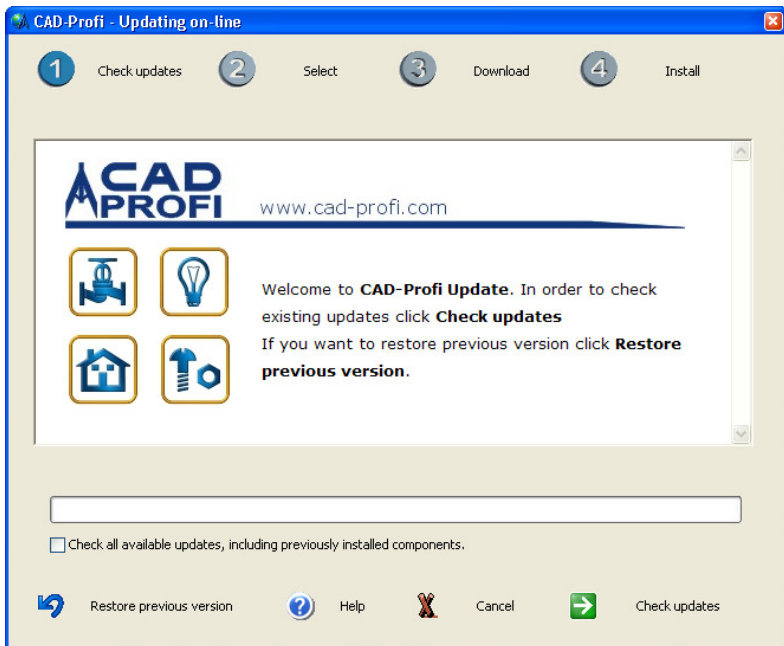 CAD-Profi - Updating on-line
1 Check updates 2 Select 3 Download 4 Install
CAD
PROFI
www.cad-profi.com
Welcome to CAD-Profi Update. In order to check
existing updates click Check updates
If you want to restore previous version click Restore
previous version.
Check all available updates, including previously installed components.
Restore previous version ? Help Cancel Check updates